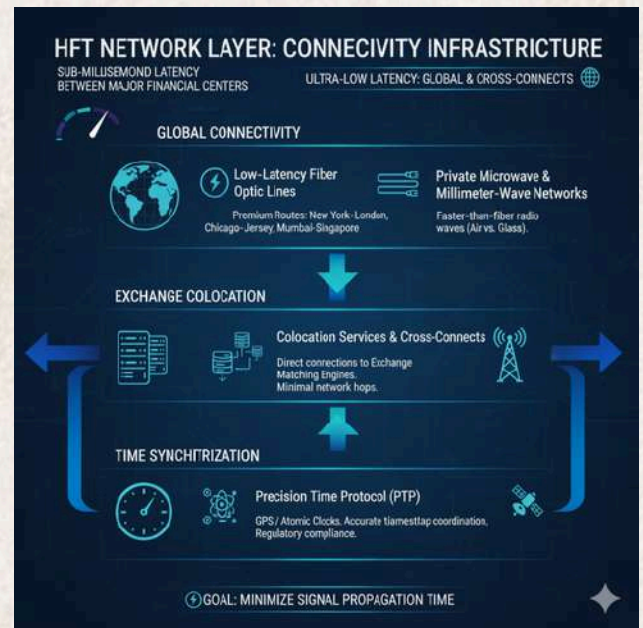 HFT NETWORK LAYER: CONNECIVITY INFRASTRICTURE
SUB-MILUSEMOND LATENCY
BETWEEN MAJOR FINANCIAL CENTERS
ULTRA-LOW LATENCY: GLOBAL & CROSS-CONNECTS
GLOBAL CONNECTIVITY
Low-Latency Fiber
Optic Lines
Premium Routes: New York-London,
Chicago-Jersey, Mumbai-Singapore
Private Microwave &
Millimeter-Wave Networks
Faster-than-fiber radio
waves (Air vs. Glass).
EXCHANGE COLOCATION
Colocation Services & Cross-Connects
Direct connections to Exchange
Matching Engines.
Minimal network hops.
TIME SYNCHITRIZATION
Precision Time Protocol (PTP)
GPS / Atomic Clocks. Accurate tiamesttap coordination,
Regulatory compliance.
GOAL: MINIMIZE SIGNAL PROPAGATION TIME